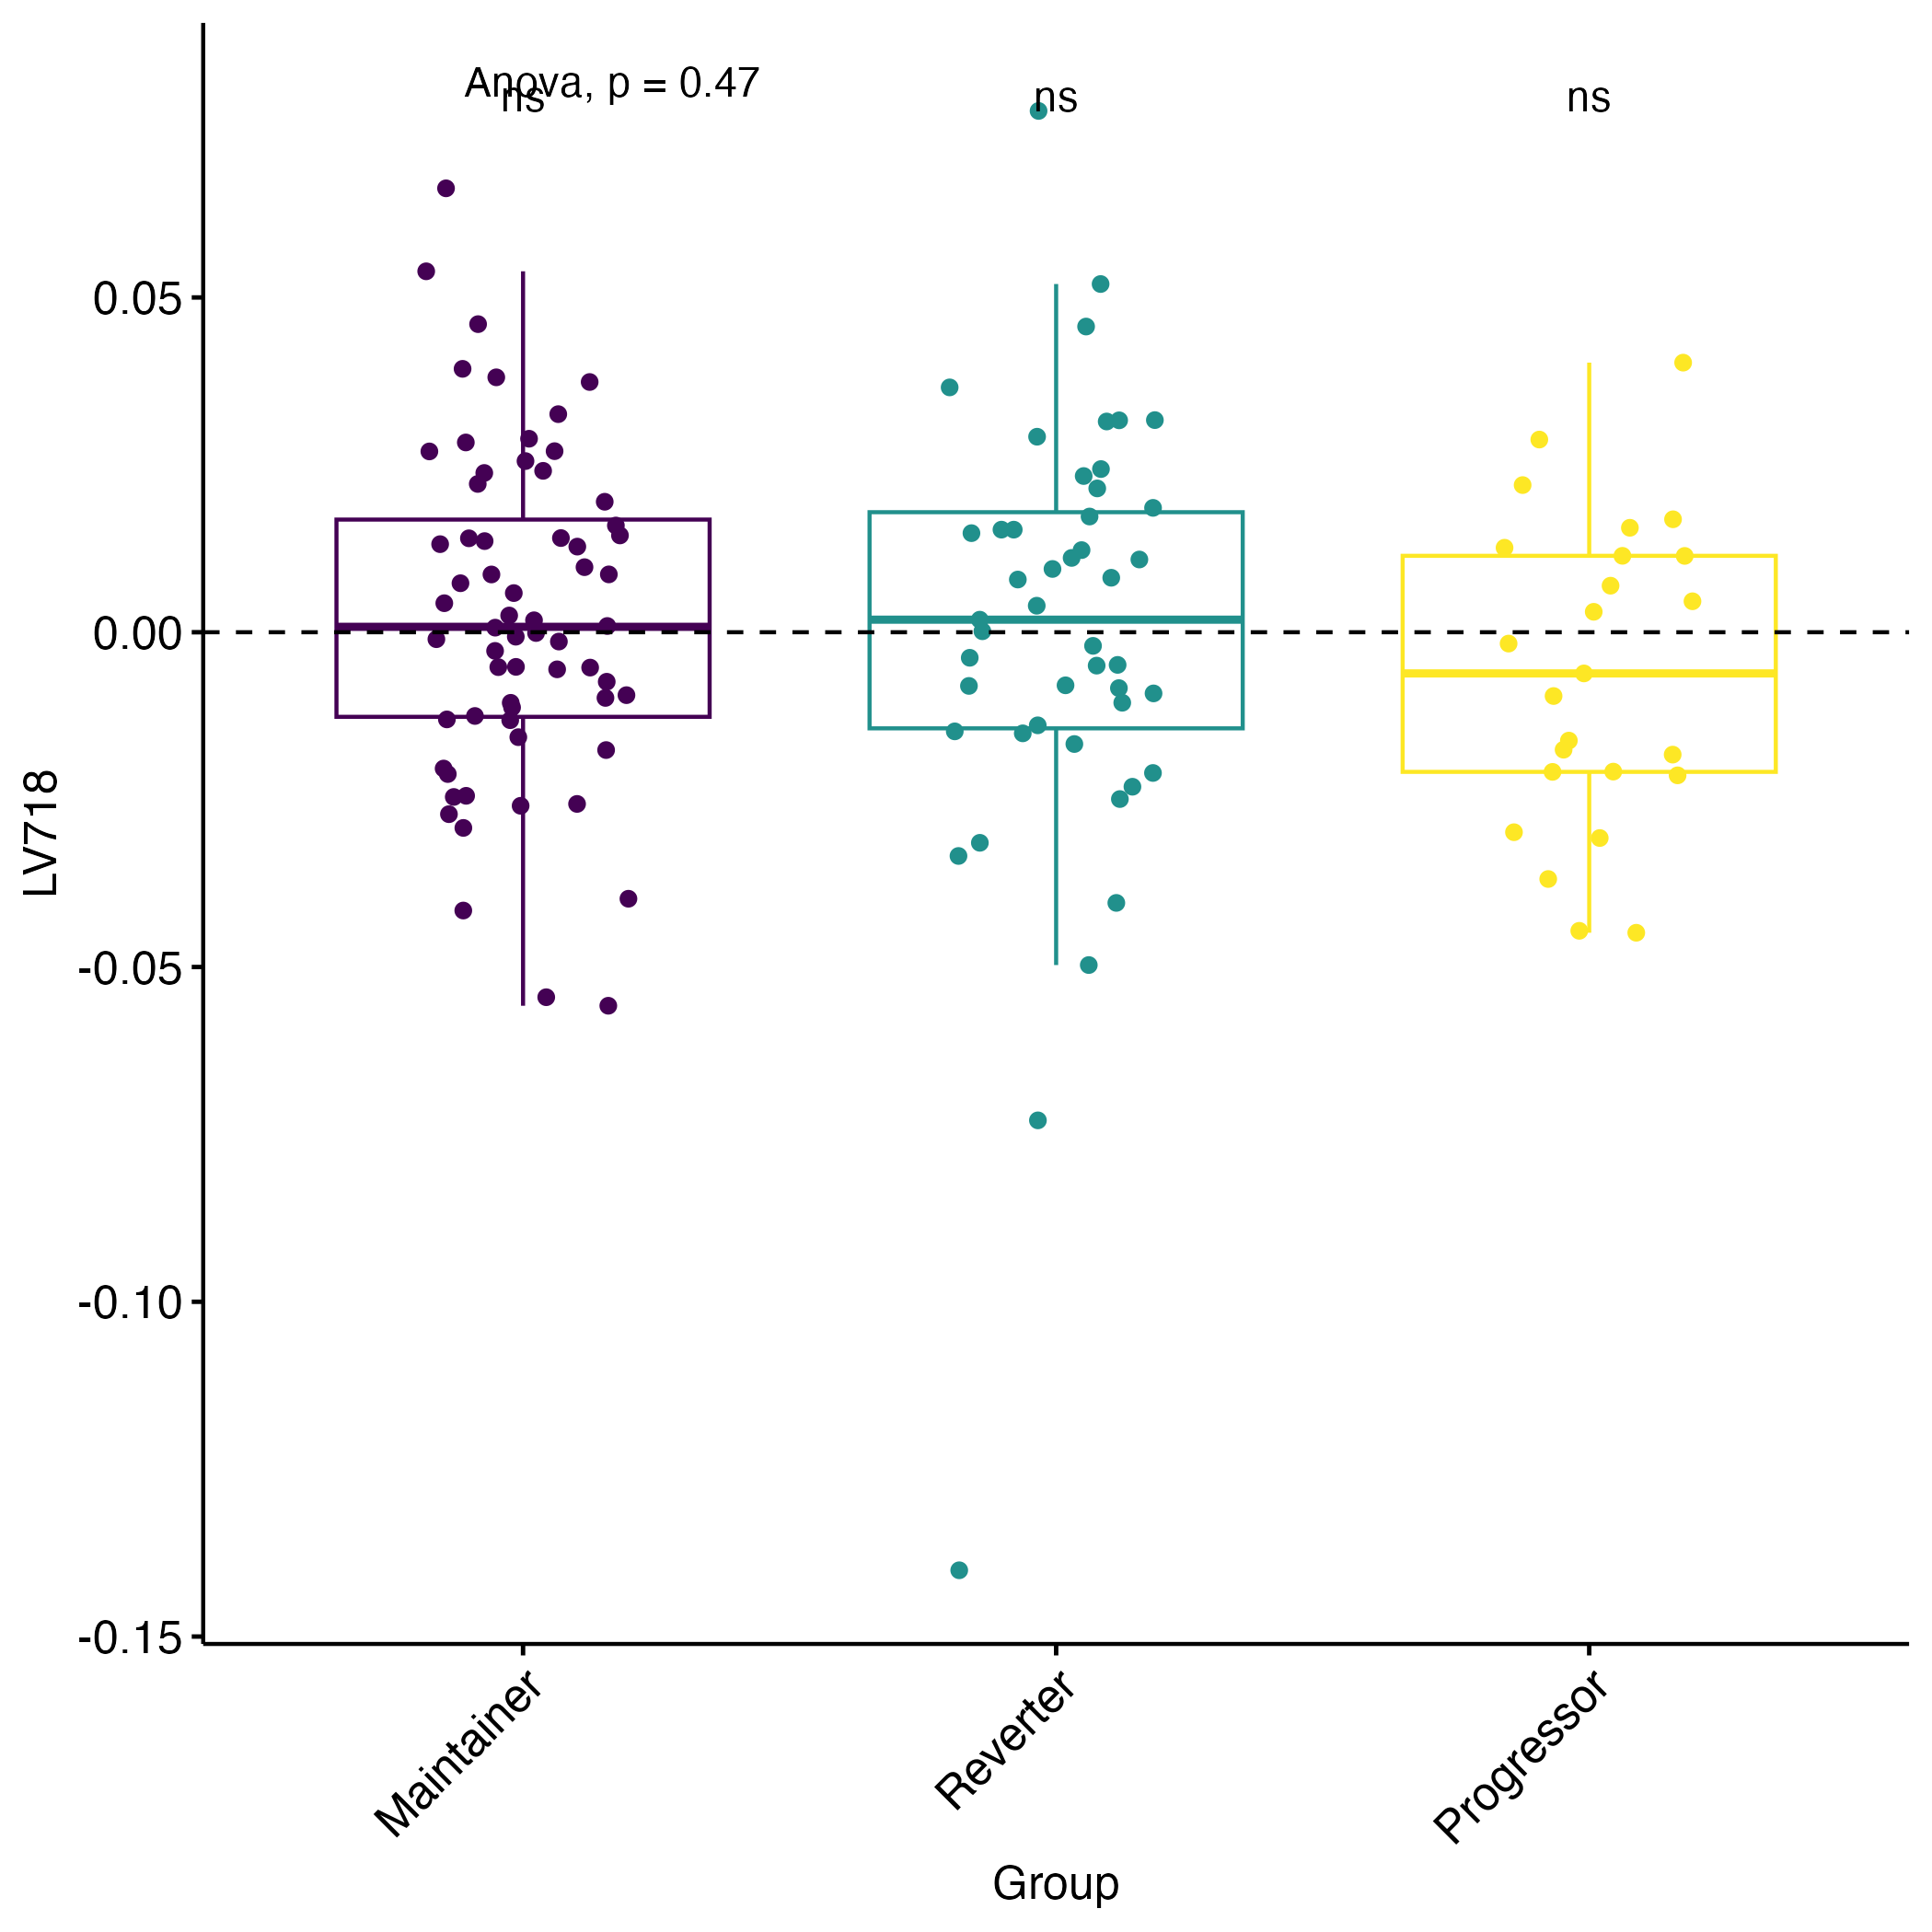 Anova, p = 0.47
ns
ns
ns
0.05
0.00
-0.05
-0.10
-0.15
LV718
Maintainer
Reverter
Progressor
Group